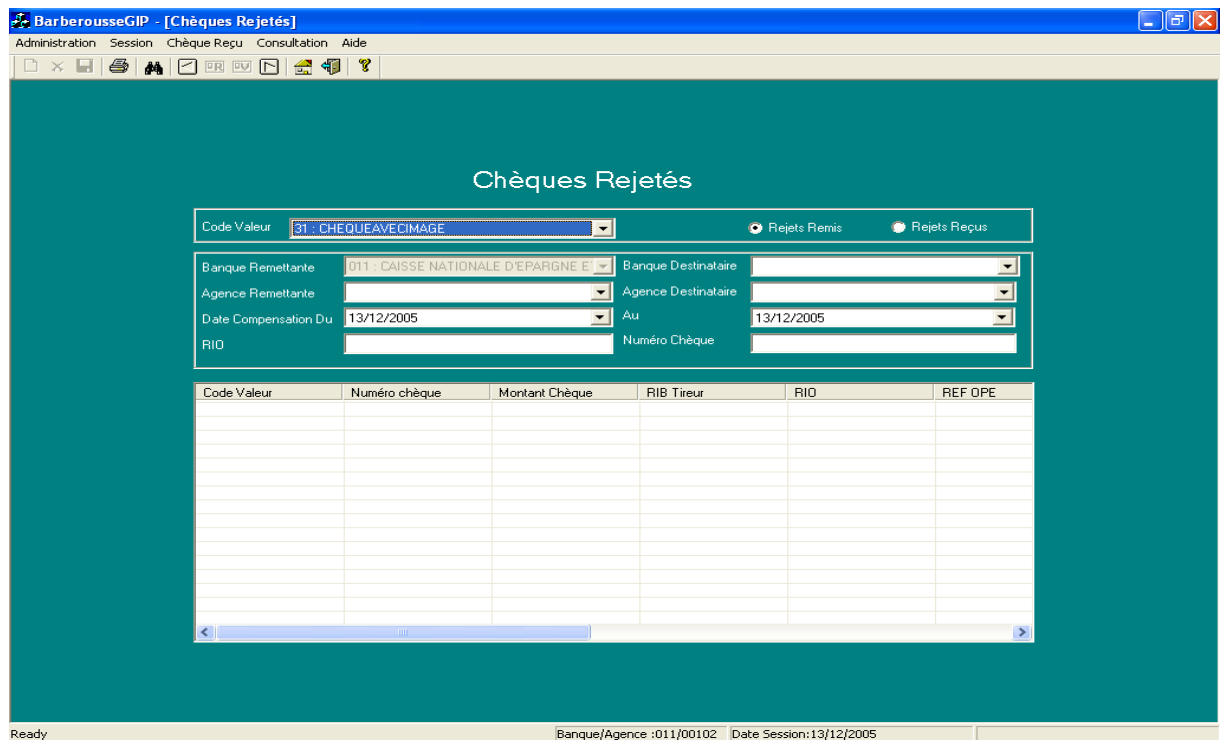 BarberousseGIP - [Chèques Rejetés]
Administration Session Chèque Reçu Consultation Aide
Chèques Rejetés
Code Valeur 31 : CHEQUEAVECIMAGE Rejets Remis Rejets Reçus
Banque Remettante 011 : CAISSE NATIONALE D'EPARGNE E Banque Destinataire
Agence Remettante Agence Destinataire
Date Compensation Du 13/12/2005 Au 13/12/2005
RIO Numéro Chèque
Code Valeur Numéro chèque Montant Chèque RIB Tireur RIO REF OPE
Ready Banque/Agence :011/00102 Date Session:13/12/2005